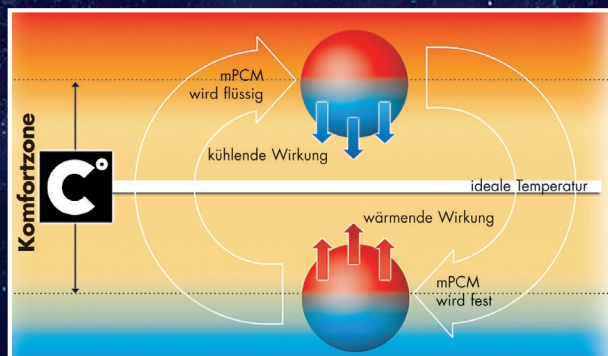 mPCM
wird flüssig
kühlende Wirkung
Komfortzone
C°
ideale Temperatur
wärmende Wirkung
mPCM
wird fest